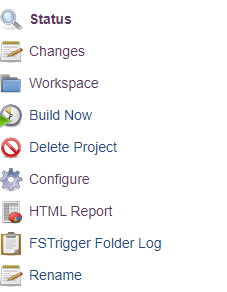 Status
Changes
Workspace
Build Now
Delete Project
Configure
HTML Report
FSTrigger Folder Log
Rename